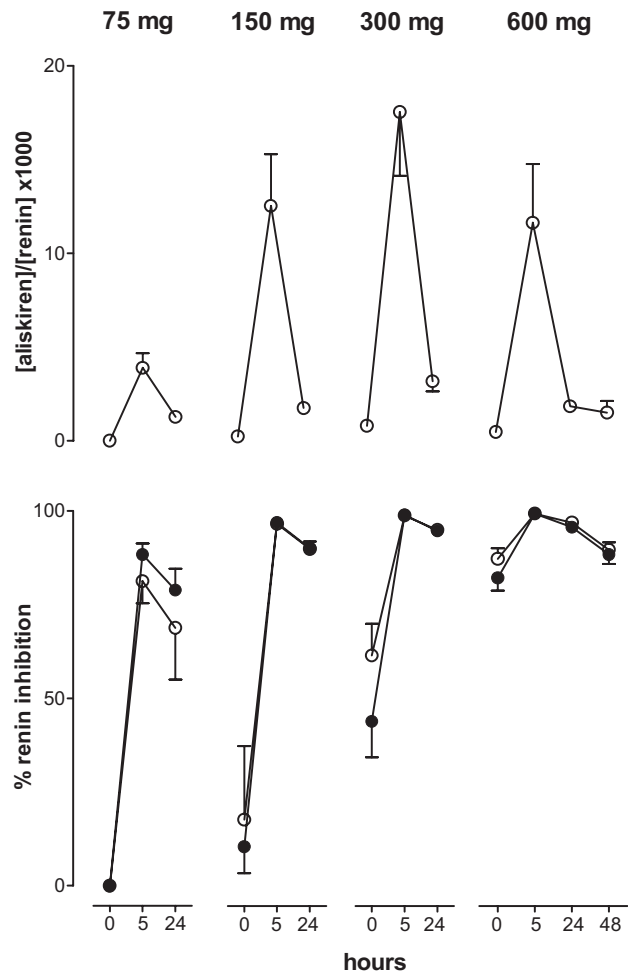 75 mg 150 mg 300 mg 600 mg
20
10
0
[aliskiren]/[renin] x1000
100
50
0
% renin inhibition
0 5 24 0 5 24 0 5 24 0 5 24 48
hours